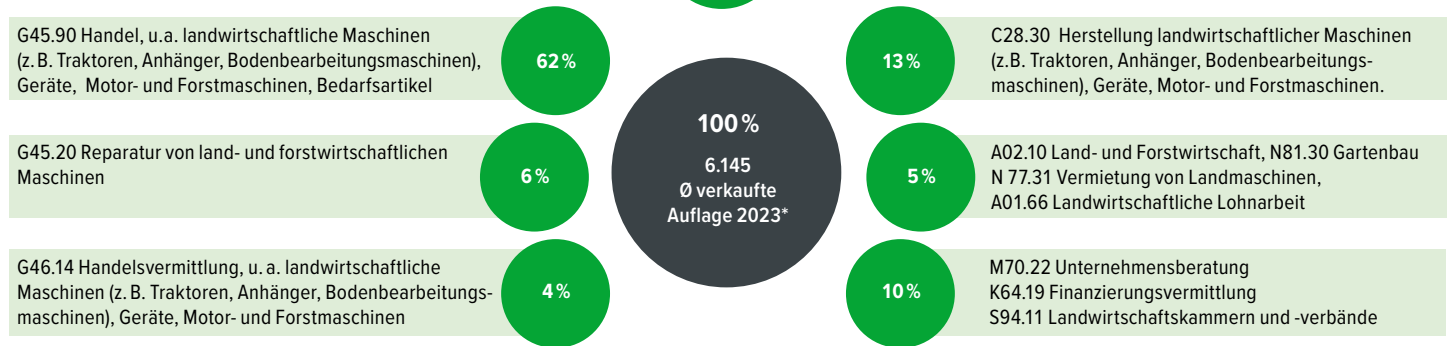 G45.90 Handel, u.a. landwirtschaftliche Maschinen
(z. B. Traktoren, Anhänger, Bodenbearbeitungsmaschinen),
Geräte, Motor- und Forstmaschinen, Bedarfsartikel
62 %
G45.20 Reparatur von land- und forstwirtschaftlichen
Maschinen
6 %
G46.14 Handelsvermittlung, u. a. landwirtschaftliche
Maschinen (z. B. Traktoren, Anhänger, Bodenbearbeitungs-
maschinen), Geräte, Motor- und Forstmaschinen
4 %
100 %
6.145
Ø verkaufte
Auflage 2023*
13 %
C28.30 Herstellung landwirtschaftlicher Maschinen
(z.B. Traktoren, Anhänger, Bodenbearbeitungs-
maschinen), Geräte, Motor- und Forstmaschinen.
5 %
A02.10 Land- und Forstwirtschaft, N81.30 Gartenbau
N 77.31 Vermietung von Landmaschinen,
A01.66 Landwirtschaftliche Lohnarbeit
10 %
M70.22 Unternehmensberatung
K64.19 Finanzierungsvermittlung
S94.11 Landwirtschaftskammern und -verbände